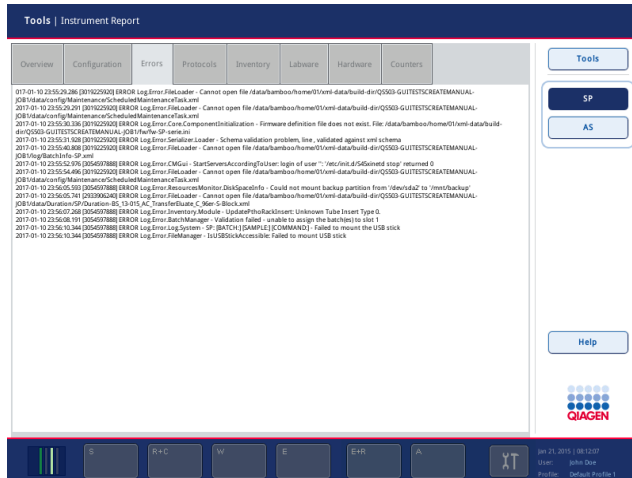 Tools | Instrument Report
Overview
Configuration
Errors
Protocols
Inventory
Labware
Hardware
Counters
017-01-10 23:55:29.286 [3019225920] ERROR Log.Error.FileLoader - Cannot open file /data/bamboo/home/01/xml-data/build-dir/QS503-GUITESTSCREATEMANUAL-
JOB1/data/config/Maintenance/ScheduledMaintenanceTask.xml
2017-01-10 23:55:29.291 [3019225920] ERROR Log.Error.FileLoader - Cannot open file /data/bamboo/home/01/xml-data/build-dir/QS503-GUITESTSCREATEMANUAL-
JOB1/data/config/Maintenance/ScheduledMaintenanceTask.xml
2017-01-10 23:55:30.336 [3019225920] ERROR Log.Error.Core.ComponentInitialization - Firmware definition file does not exist. File: /data/bamboo/home/01/xml-data/build-
dir/QS503-GUITESTSCREATEMANUAL-JOB1/fw/fw-SP-serie.ini
2017-01-10 23:55:31.928 [3019225920] ERROR Log.Error.Serializer.Loader - Schema validation problem, line , validated against xml schema
2017-01-10 23:55:40.808 [3019225920] ERROR Log.Error.FileLoader - Cannot open file /data/bamboo/home/01/xml-data/build-dir/QS503-GUITESTSCREATEMANUAL-
JOB1/log/BatchInfo-SP.xml
2017-01-10 23:55:52.976 [3054597888] ERROR Log.Error.CMGui - StartServersAccordingToUser: login of user '': '/etc/init.d/S45xinetd stop' returned 0
2017-01-10 23:55:54.496 [3054597888] ERROR Log.Error.FileLoader - Cannot open file /data/bamboo/home/01/xml-data/build-dir/QS503-GUITESTSCREATEMANUAL-
JOB1/data/config/Maintenance/ScheduledMaintenanceTask.xml
2017-01-10 23:56:05.593 [3054597888] ERROR Log.Error.ResourcesMonitor.DiskSpaceInfo - Could not mount backup partition from '/dev/sda2' to '/mnt/backup'
2017-01-10 23:56:05.741 [2933906240] ERROR Log.Error.FileLoader - Cannot open file /data/bamboo/home/01/xml-data/build-dir/QS503-GUITESTSCREATEMANUAL-
JOB1/data/Duration/SP/Duration-BS_13-015_AC_TransferEluate_C_96er-S-Block.xml
2017-01-10 23:56:07.268 [3054597888] ERROR Log.Error.Inventory.Module - UpdatePthoRackInsert: Unknown Tube Insert Type 0.
2017-01-10 23:56:08.191 [3054597888] ERROR Log.Error.BatchManager - Validation failed - unable to assign the batch(es) to slot 1
2017-01-10 23:56:10.344 [3054597888] ERROR Log.Error.Log.System - SP: [BATCH:] [SAMPLE:] [COMMAND:] - Failed to mount the USB stick
2017-01-10 23:56:10.344 [3054597888] ERROR Log.Error.FileManager - IsUSBStickAccessible: Failed to mount USB stick
Tools
SP
AS
Help
QIAGEN
S
R+C
W
E
E+R
A
Jan 21, 2015 | 08:12:07
User: John Doe
Profile: Default Profile 1